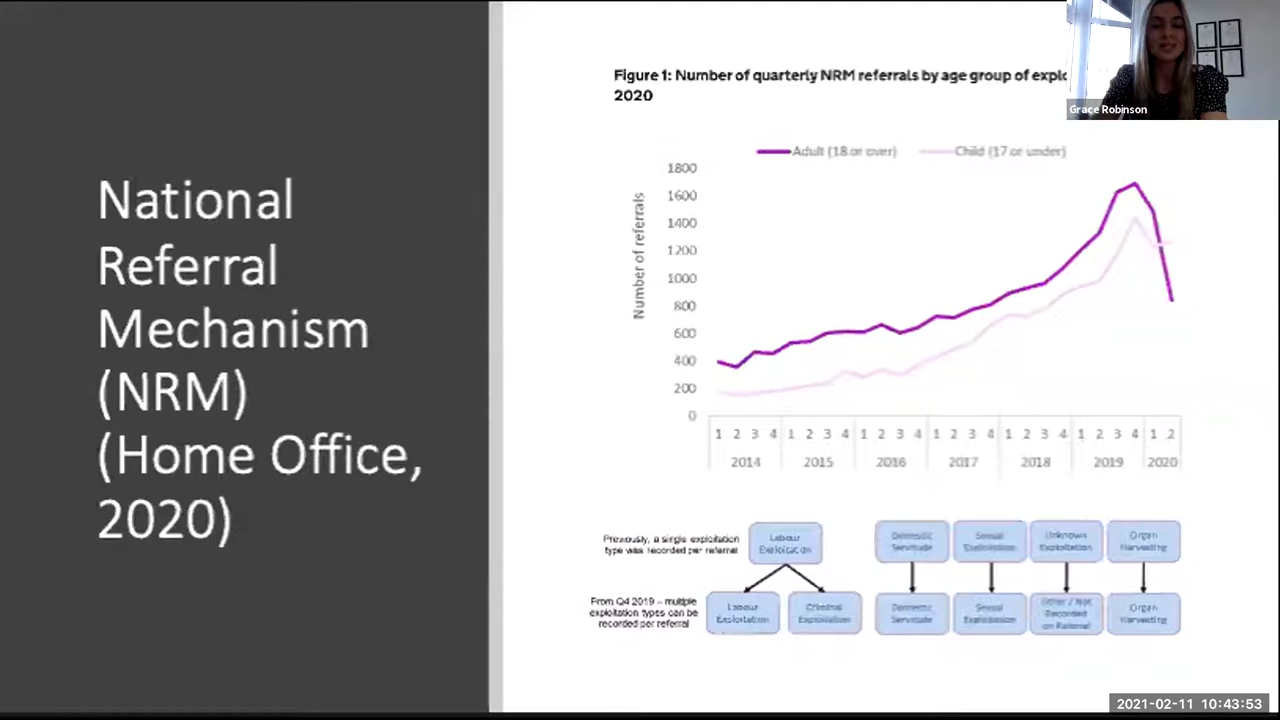 National
Referral
Mechanism
(NRM)
(Home Office,
2020)
Figure 1: Number of quarterly NRM referrals by age group of explo
2020
Grace Robinson
Adult (18 or over) Child (17 or under)
Number of referrals
1800
1600
1400
1200
1000
800
600
400
200
0
1 2 3 4 1 2 3 4 1 2 3 4 1 2 3 4 1 2 3 4 1 2 3 4 1 2
2014 2015 2016 2017 2018 2019 2020
Previously, a single exploitation
type was recorded per referral
Labour
Exploitation
Domestic
Servitude
Sexual
Exploitation
Unknown
Exploitation
Organ
Harvesting
From Q4 2019 – multiple
exploitation types can be
recorded per referral
Labour
Exploitation
Criminal
Exploitation
Domestic
Servitude
Sexual
Exploitation
Other / Not
Recorded
on Referral
Organ
Harvesting
2021-02-11 10:43:53